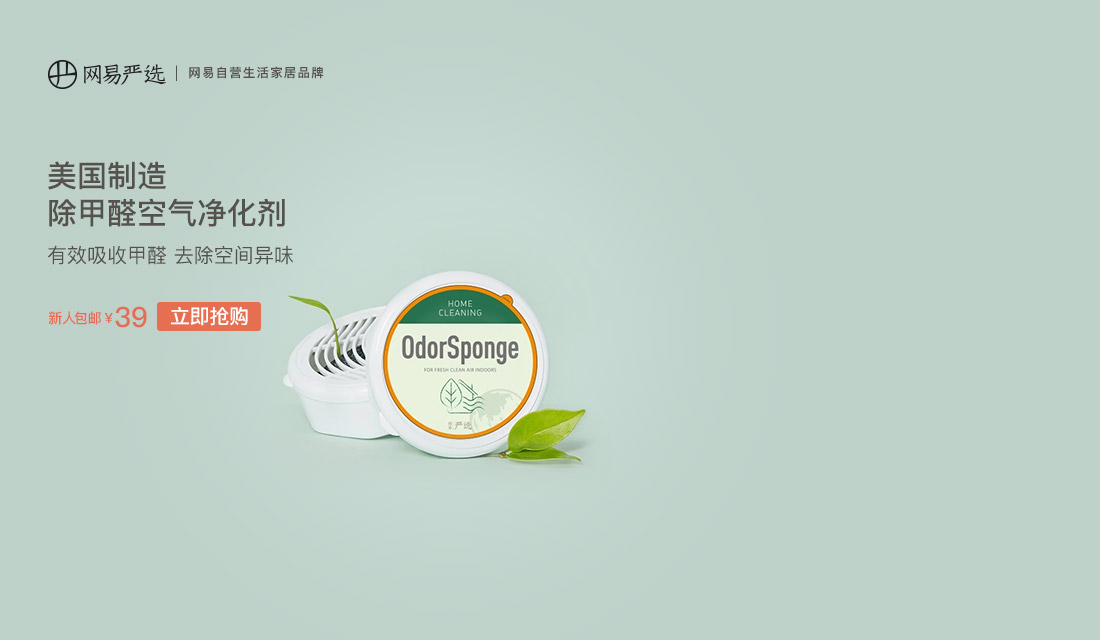 网易严选 | 网易自营生活家居品牌
美国制造
除甲醛空气净化剂
有效吸收甲醛 去除空间异味
新人包邮 ¥39 立即抢购
HOME
CLEANING
OdorSponge
FOR FRESH CLEAN AIR INDOORS
网易严选